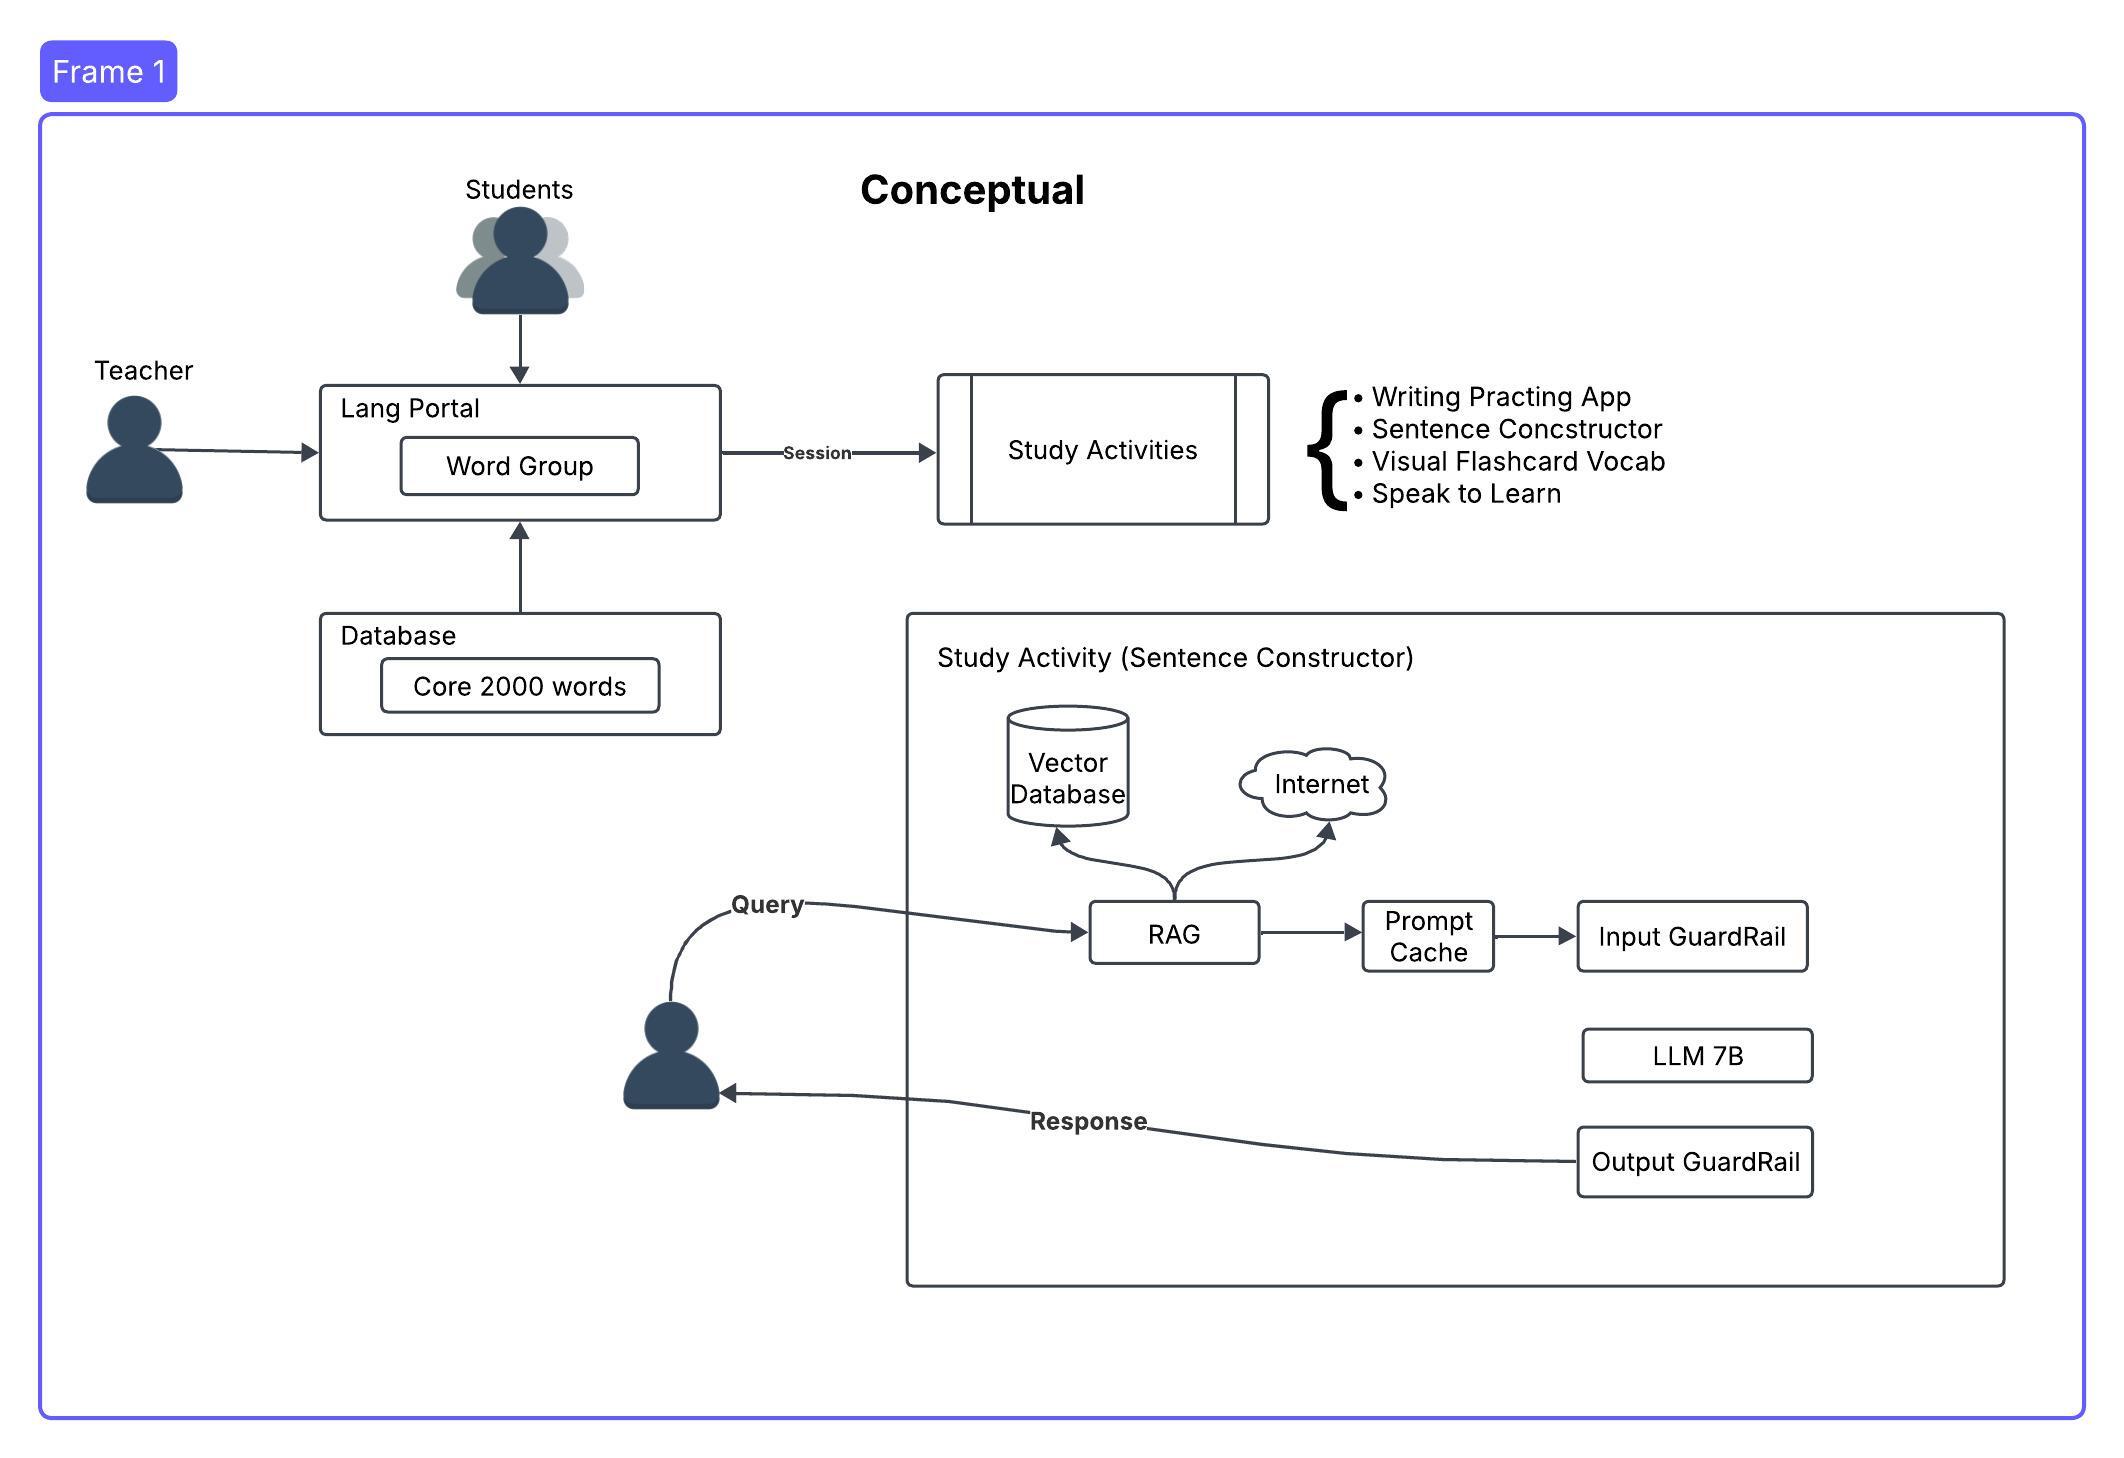 Frame 1
Conceptual
Students
Teacher
Lang Portal
Word Group
Session
Study Activities
• Writing Practing App
• Sentence Concstructor
• Visual Flashcard Vocab
• Speak to Learn
Database
Core 2000 words
Study Activity (Sentence Constructor)
Vector
Database
Internet
Query
RAG
Prompt
Cache
Input GuardRail
LLM 7B
Response
Output GuardRail